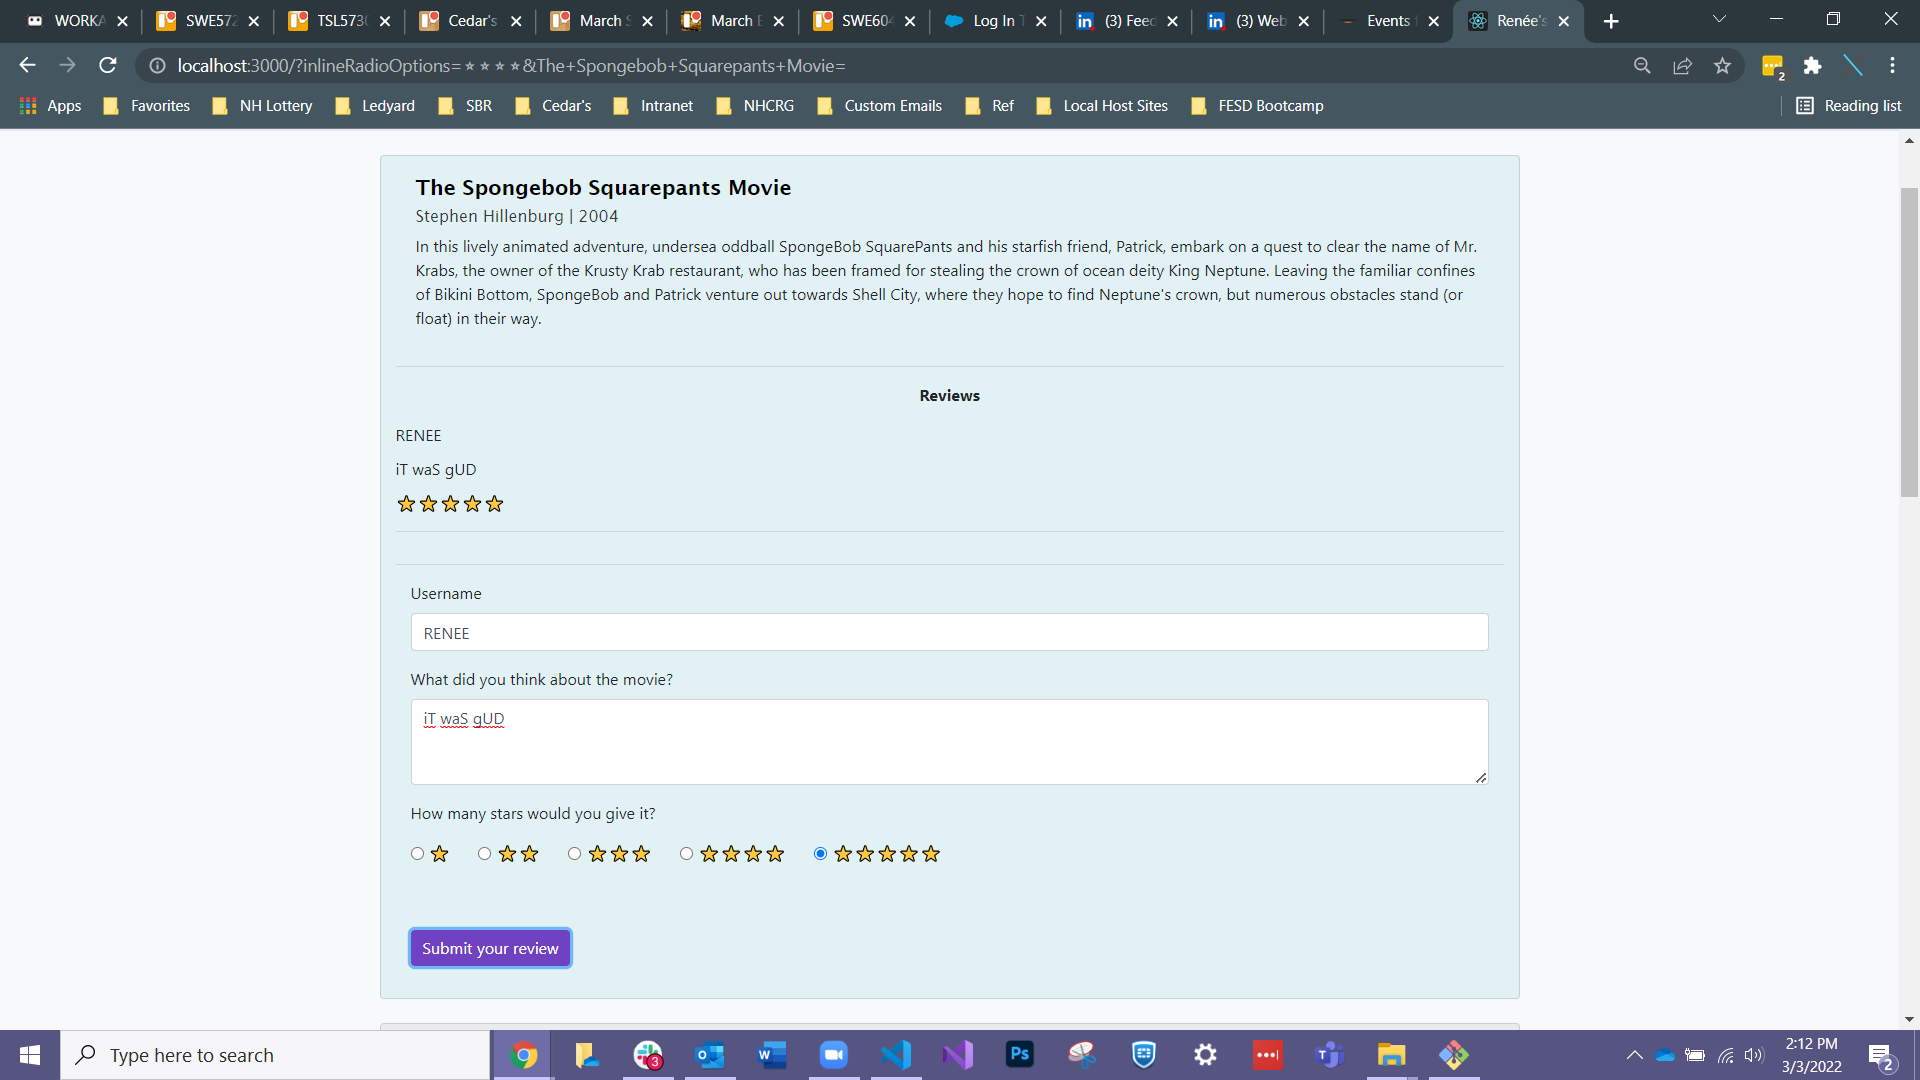 WORKA
SWE572
TSL573
Cedar's
March S
March E
SWE604
Log In T
(3) Feed
(3) Web
Events f
Renée's
localhost:3000/?inlineRadioOptions=⭑⭑⭑⭑&The+Spongebob+Squarepants+Movie=
2
Apps
Favorites
NH Lottery
Ledyard
SBR
Cedar's
Intranet
NHCRG
Custom Emails
Ref
Local Host Sites
FESD Bootcamp
Reading list
The Spongebob Squarepants Movie
Stephen Hillenburg | 2004
In this lively animated adventure, undersea oddball SpongeBob SquarePants and his starfish friend, Patrick, embark on a quest to clear the name of Mr.
Krabs, the owner of the Krusty Krab restaurant, who has been framed for stealing the crown of ocean deity King Neptune. Leaving the familiar confines
of Bikini Bottom, SpongeBob and Patrick venture out towards Shell City, where they hope to find Neptune's crown, but numerous obstacles stand (or
float) in their way.
Reviews
RENEE
iT waS gUD
Username
RENEE
What did you think about the movie?
iT waS gUD
How many stars would you give it?
Submit your review
Type here to search
3
Ps
2:12 PM
3/3/2022
2